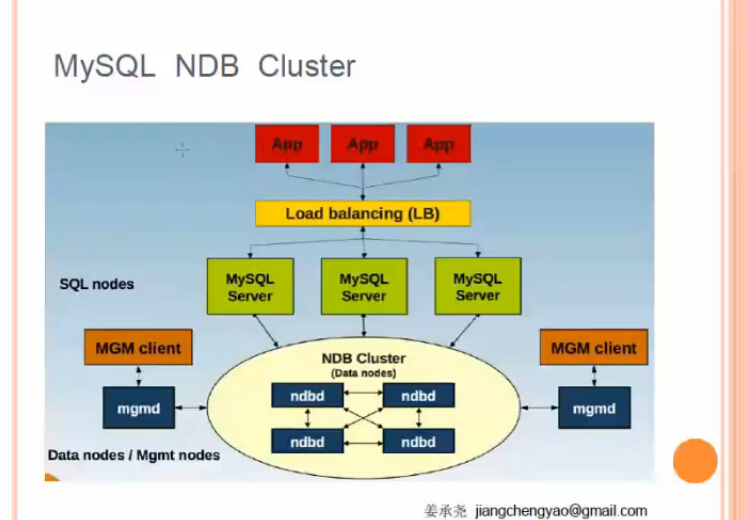 MySQL NDB Cluster
App App App
Load balancing (LB)
SQL nodes
MySQL Server MySQL Server MySQL Server
MGM client
MGM client
NDB Cluster
(Data nodes)
ndbd ndbd
mgmd
mgmd
ndbd ndbd
Data nodes / Mgmt nodes
姜承尧 jiangchengyao@gmail.com